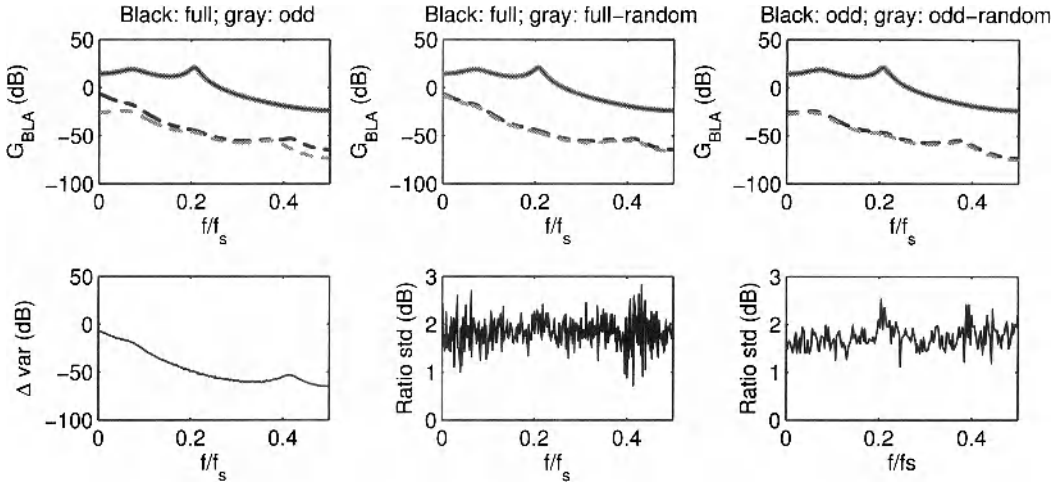 Black: full; gray: odd
50
0
−50
−100
0
0.2
0.4
G_BLA (dB)
f/f_s
Black: full; gray: full−random
50
0
−50
−100
0
0.2
0.4
G_BLA (dB)
f/f_s
Black: odd; gray: odd−random
50
0
−50
−100
0
0.2
0.4
G_BLA (dB)
f/f_s
50
0
−50
−100
0
0.2
0.4
Δ var (dB)
f/f_s
3
2
1
0
0
0.2
0.4
Ratio std (dB)
f/f_s
3
2
1
0
0
0.2
0.4
Ratio std (dB)
f/fs